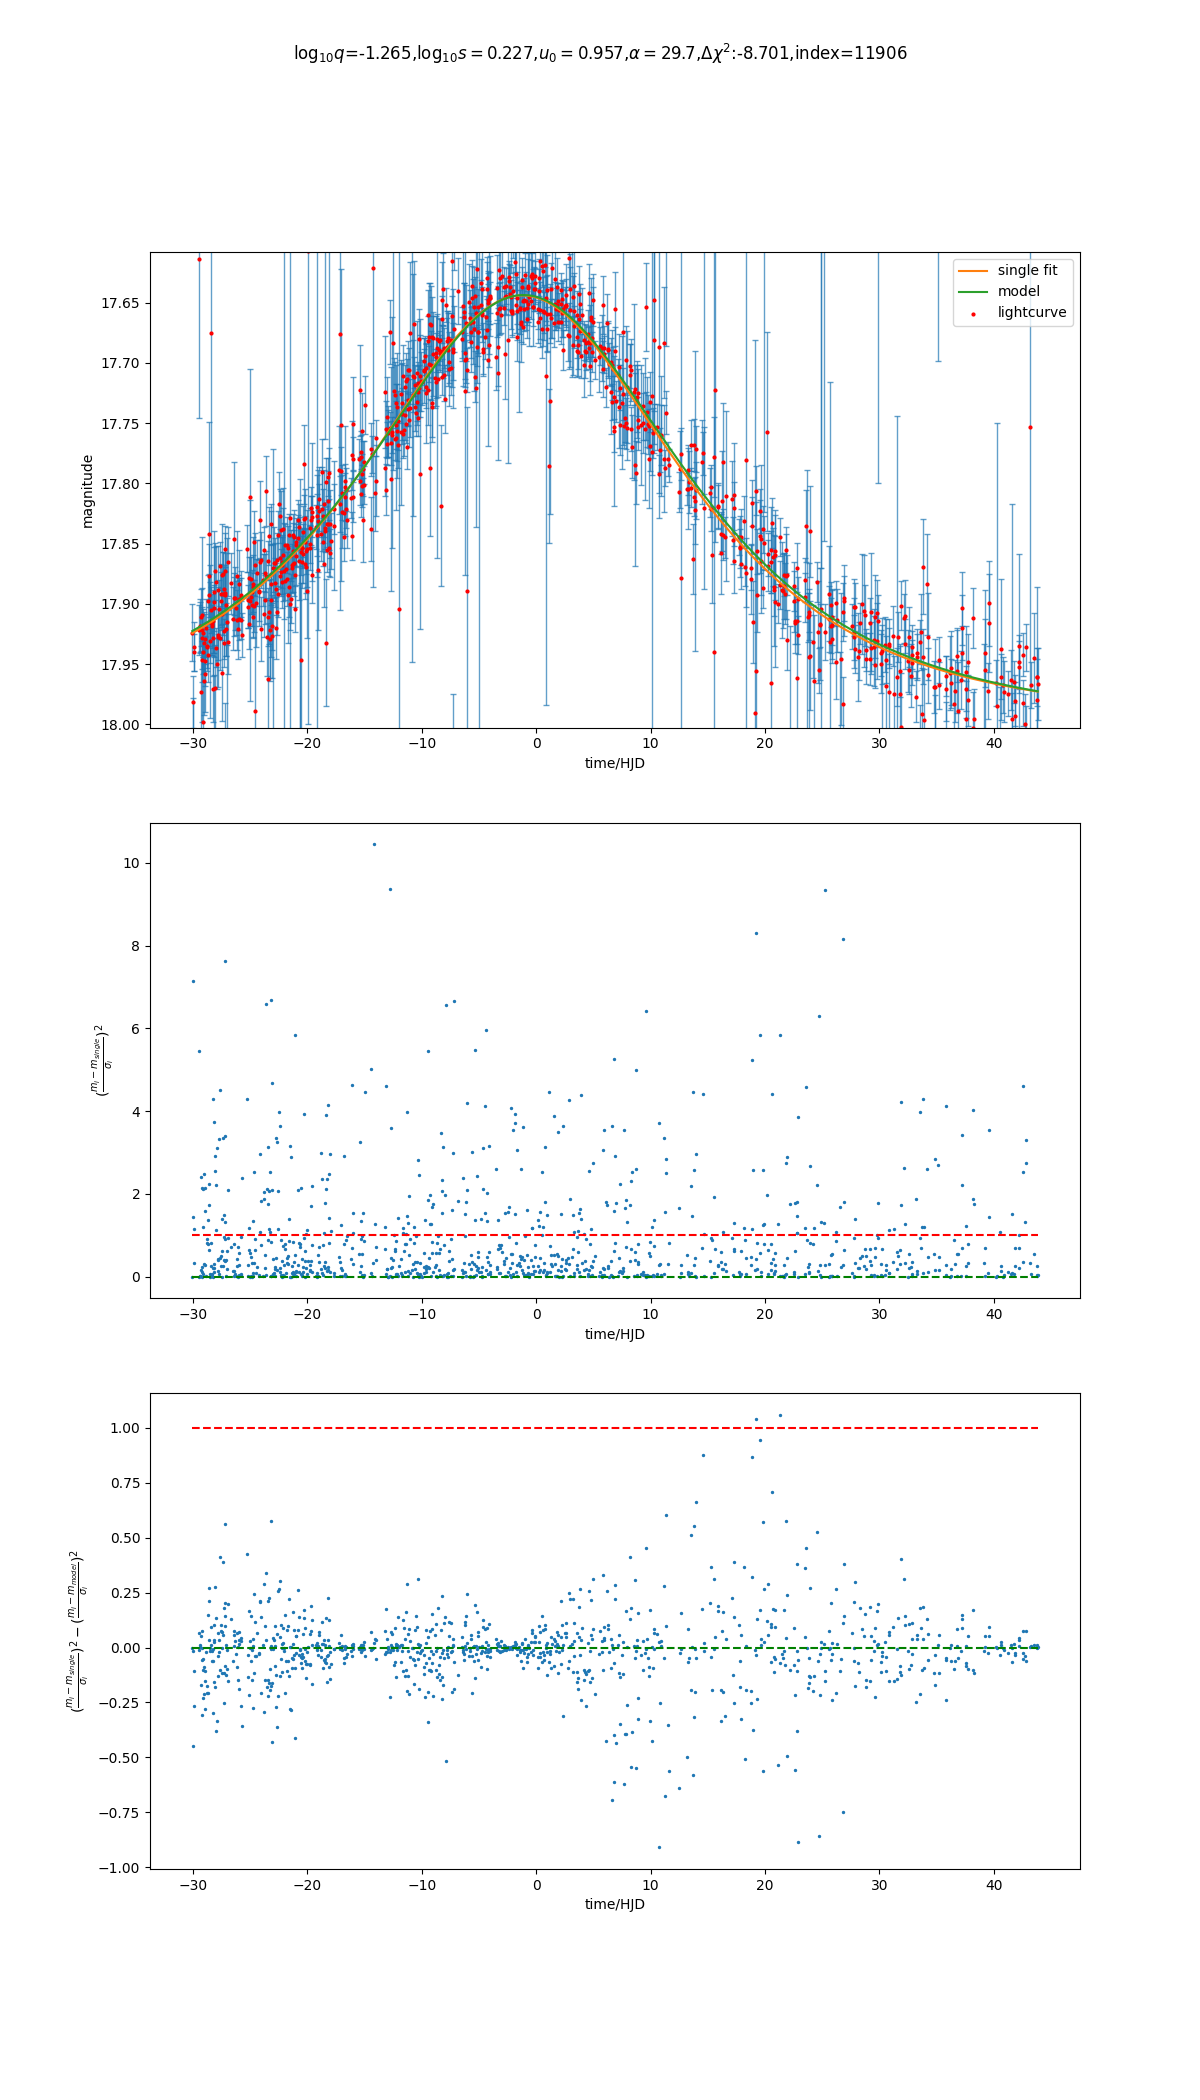 log₁₀q=-1.265,log₁₀s = 0.227,u₀ = 0.957,α = 29.7,Δχ²:-8.701,index=11906
single fit
model
lightcurve
magnitude
17.65
17.70
17.75
17.80
17.85
17.90
17.95
18.00
−30 −20 −10 0 10 20 30 40
time/HJD
(mᵢ − m_single / σᵢ)²
10
8
6
4
2
0
−30 −20 −10 0 10 20 30 40
time/HJD
(mᵢ − m_single / σᵢ)² − (mᵢ − m_model / σᵢ)²
1.00
0.75
0.50
0.25
0.00
−0.25
−0.50
−0.75
−1.00
−30 −20 −10 0 10 20 30 40
time/HJD